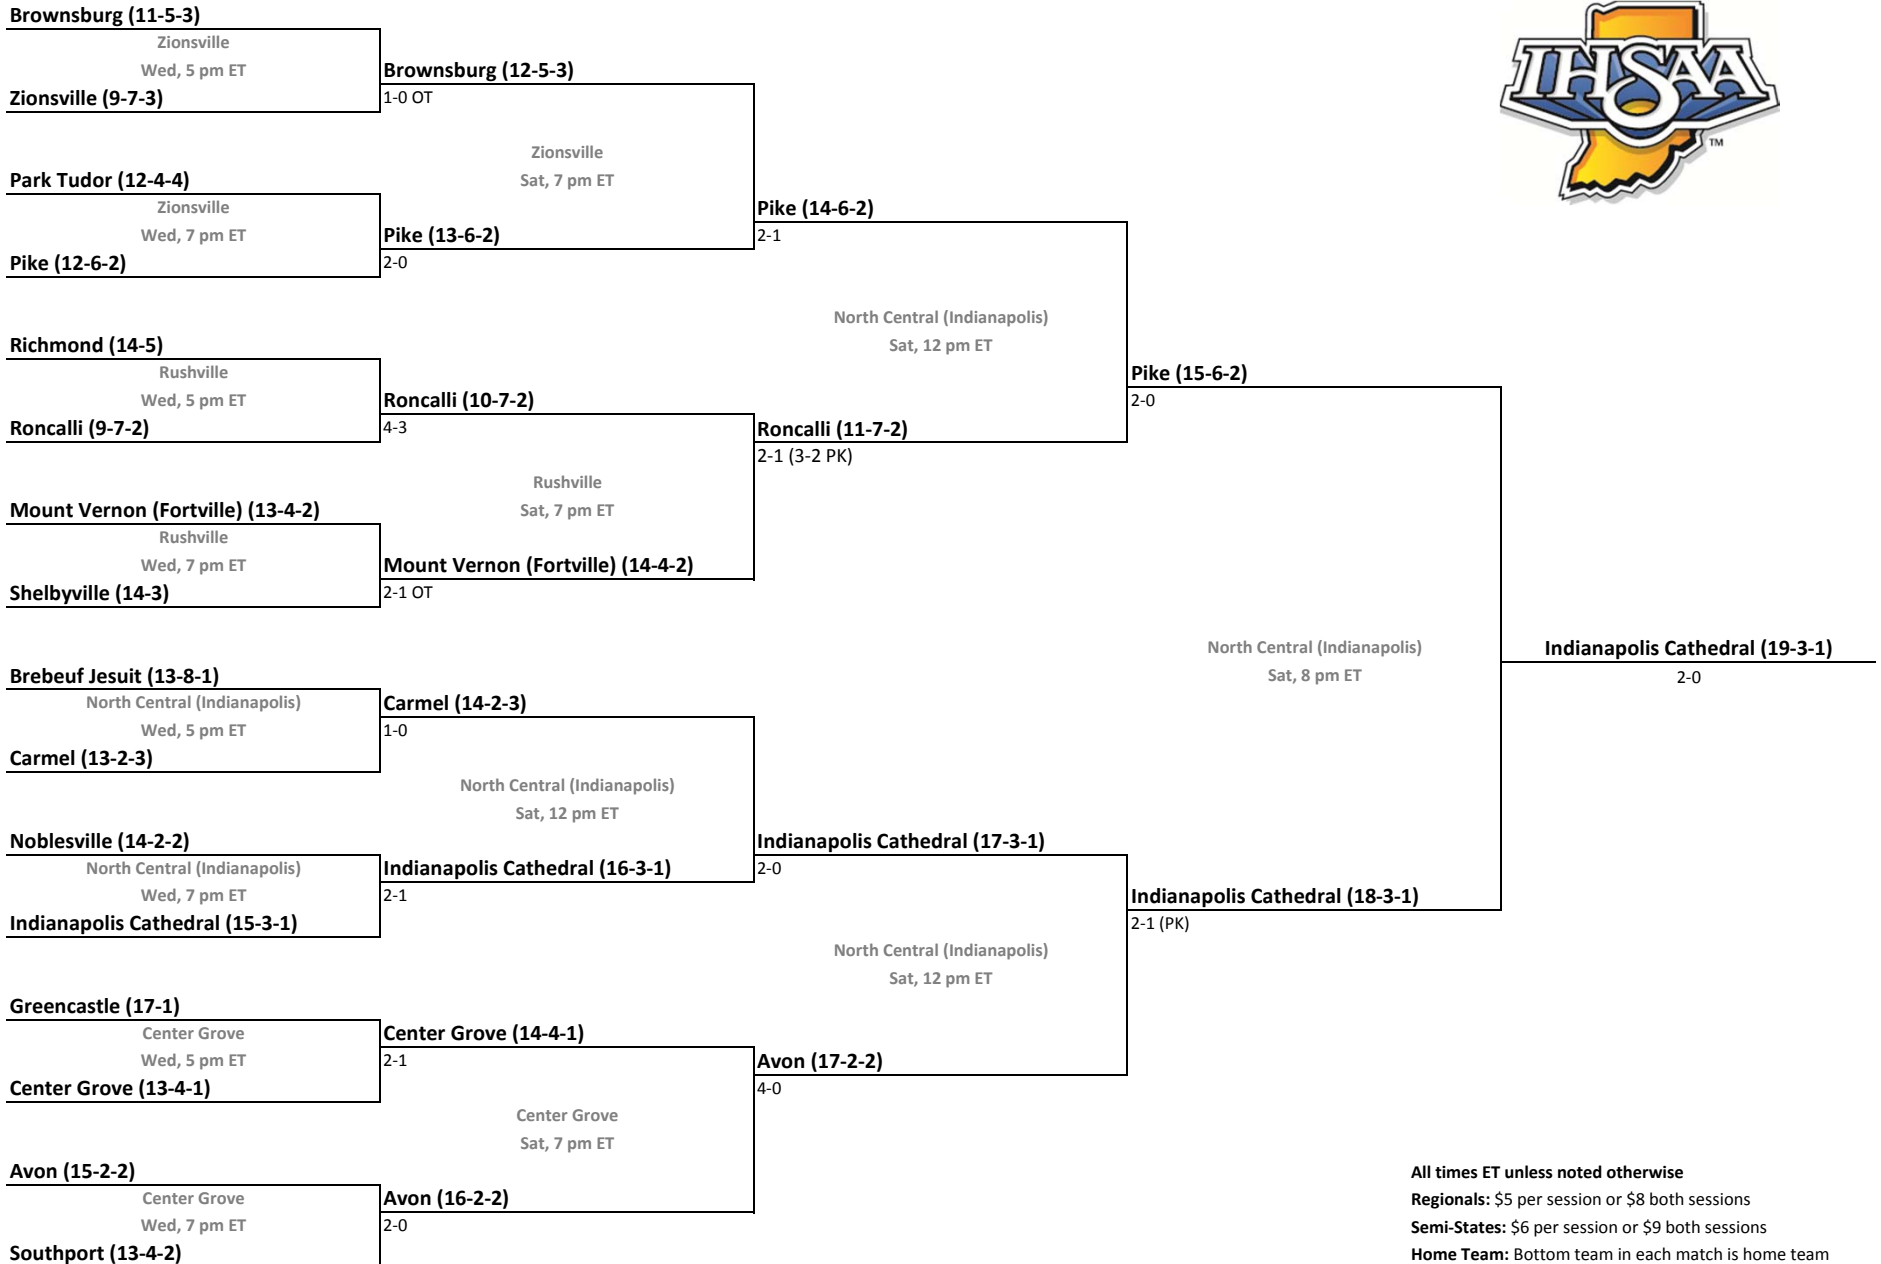 Brownsburg (11-5-3)
Zionsville
Wed, 5 pm ET
Zionsville (9-7-3)
Park Tudor (12-4-4)
Zionsville
Wed, 7 pm ET
Pike (12-6-2)
Richmond (14-5)
Rushville
Wed, 5 pm ET
Roncalli (9-7-2)
Mount Vernon (Fortville) (13-4-2)
Rushville
Wed, 7 pm ET
Shelbyville (14-3)
Brebeuf Jesuit (13-8-1)
North Central (Indianapolis)
Wed, 5 pm ET
Carmel (13-2-3)
Noblesville (14-2-2)
North Central (Indianapolis)
Wed, 7 pm ET
Indianapolis Cathedral (15-3-1)
Greencastle (17-1)
Center Grove
Wed, 5 pm ET
Center Grove (13-4-1)
Avon (15-2-2)
Center Grove
Wed, 7 pm ET
Southport (13-4-2)
Brownsburg (12-5-3)
1-0 OT
Zionsville
Sat, 7 pm ET
Pike (13-6-2)
2-0
Roncalli (10-7-2)
4-3
Rushville
Sat, 7 pm ET
Mount Vernon (Fortville) (14-4-2)
2-1 OT
Carmel (14-2-3)
1-0
North Central (Indianapolis)
Sat, 12 pm ET
Indianapolis Cathedral (16-3-1)
2-1
Center Grove (14-4-1)
2-1
Center Grove
Sat, 7 pm ET
Avon (16-2-2)
2-0
Pike (14-6-2)
2-1
North Central (Indianapolis)
Sat, 12 pm ET
Roncalli (11-7-2)
2-1 (3-2 PK)
Indianapolis Cathedral (17-3-1)
2-0
North Central (Indianapolis)
Sat, 12 pm ET
Avon (17-2-2)
4-0
Pike (15-6-2)
2-0
North Central (Indianapolis)
Sat, 8 pm ET
Indianapolis Cathedral (18-3-1)
2-1 (PK)
Indianapolis Cathedral (19-3-1)
2-0
IHSAA
TM
All times ET unless noted otherwise
Regionals: $5 per session or $8 both sessions
Semi-States: $6 per session or $9 both sessions
Home Team: Bottom team in each match is home team